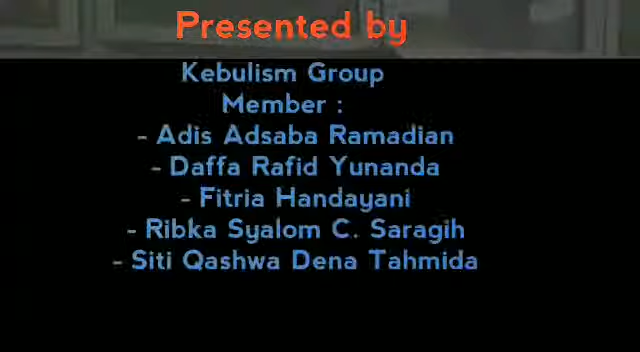 Presented by
Kebulism Group
Member :
- Adis Adsaba Ramadian
- Daffa Rafid Yunanda
- Fitria Handayani
- Ribka Syalom C. Saragih
- Siti Qashwa Dena Tahmida